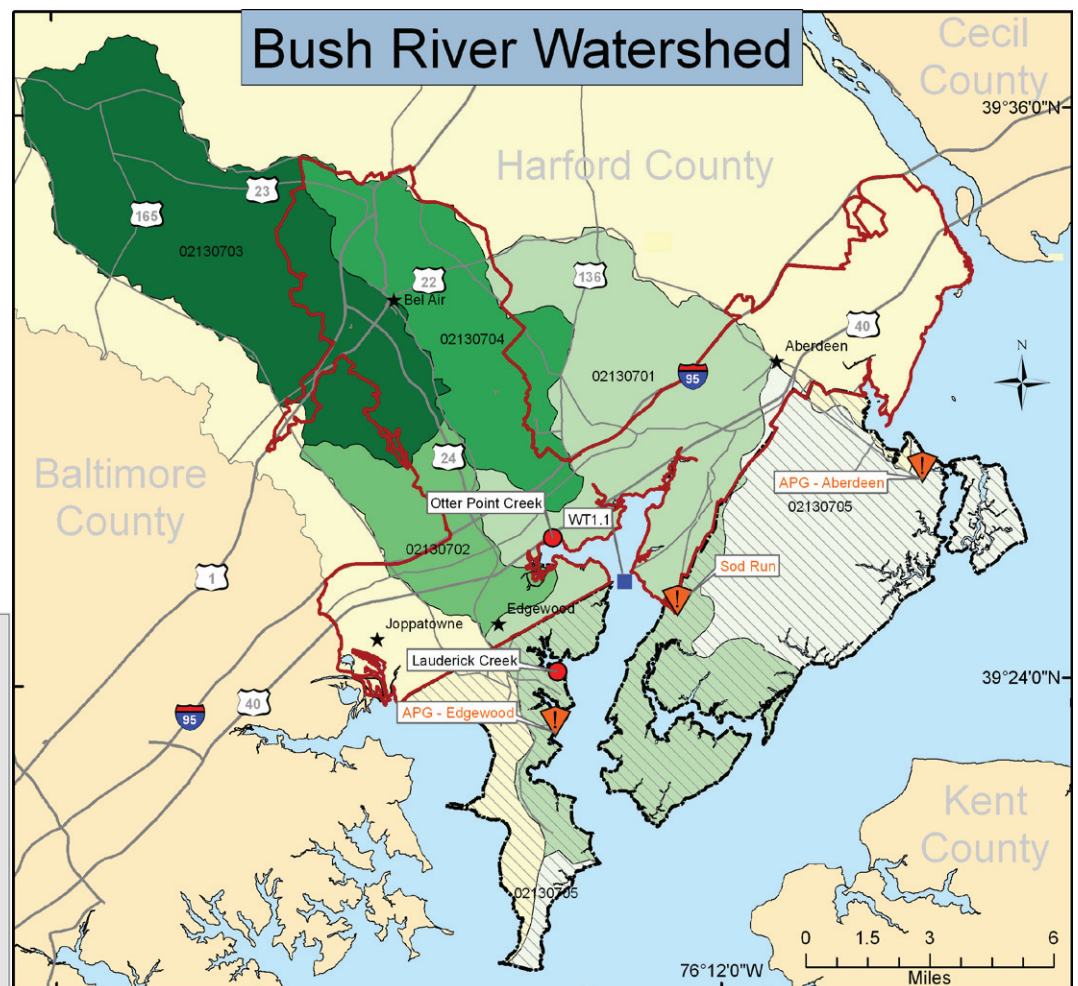 Bush River Watershed
Cecil
County
39°36'0"N
Harford County
23
165
02130703
22
136
Bel Air
40
02130704
Aberdeen
02130701
95
N
24
Baltimore
County
Otter Point Creek
WT1.1
APG - Aberdeen
02130705
02130702
Sod Run
1
Edgewood
Joppatowne
Lauderick Creek
39°24'0"N
40
APG - Edgewood
95
Kent
County
02130705
0 1.5 3 6
Miles
76°12'0"W